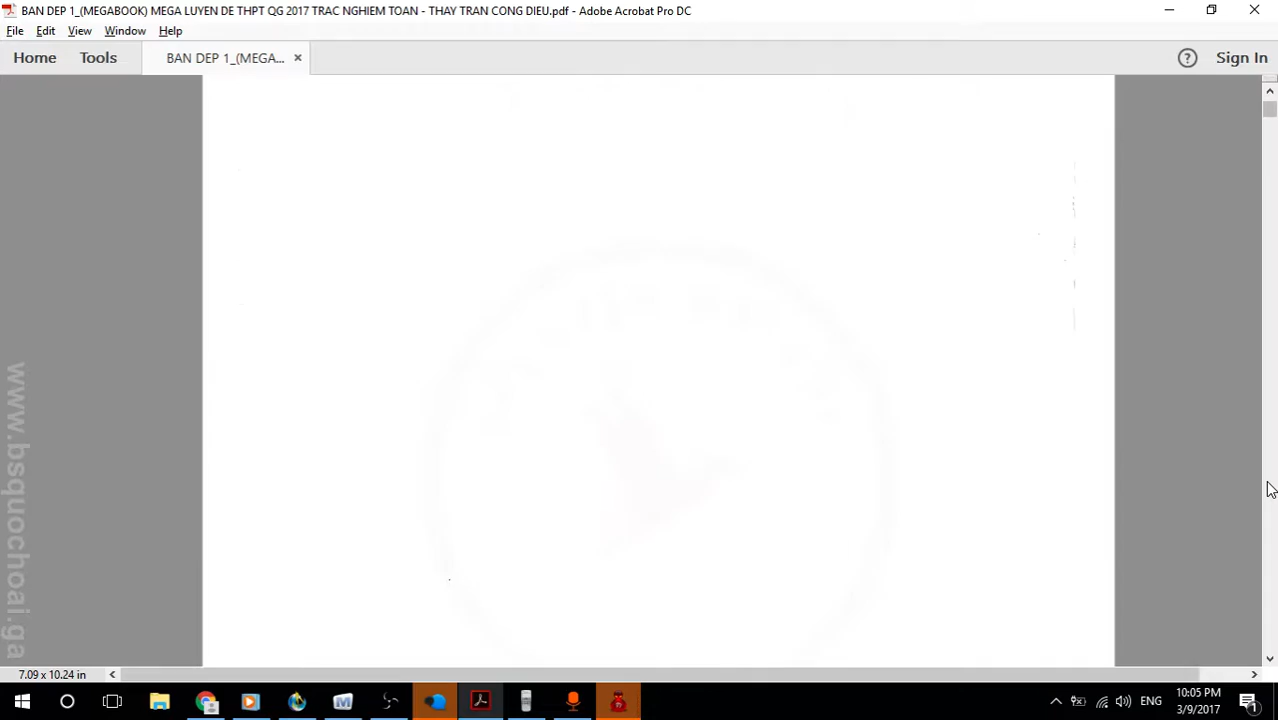 BAN DEP 1_(MEGABOOK) MEGA LUYEN DE THPT QG 2017 TRAC NGHIEM TOAN - THAY TRAN CONG DIEU.pdf - Adobe Acrobat Pro DC
File Edit View Window Help
Home Tools BAN DEP 1_(MEGA... × Sign In
www.bsquochoai.ga
7.09 x 10.24 in
ENG
10:05 PM
3/9/2017